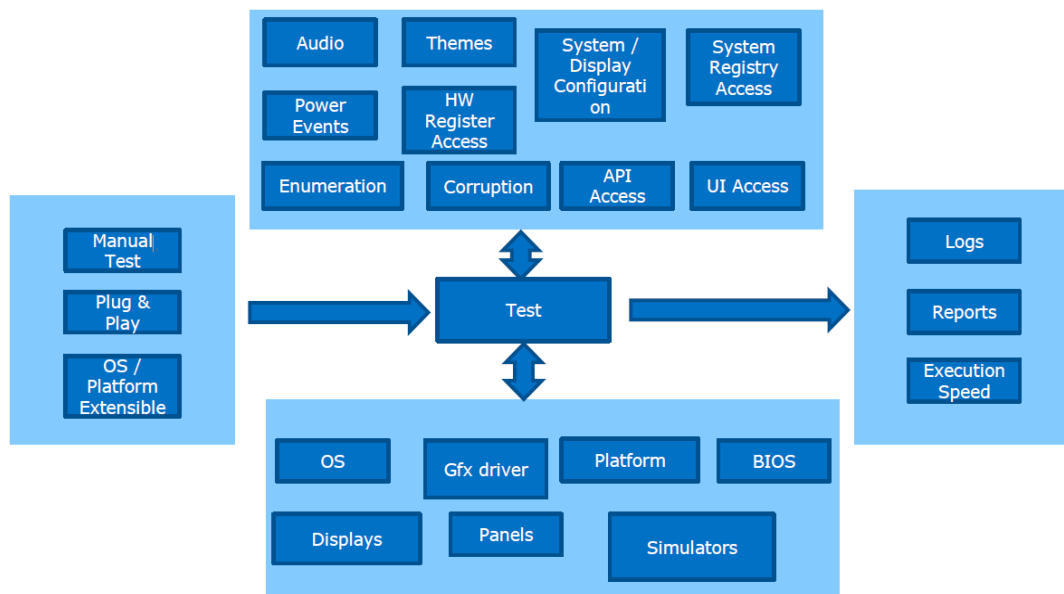 Audio
Themes
System /
Display
Configurati
on
System
Registry
Access
Power
Events
HW
Register
Access
Enumeration
Corruption
API
Access
UI Access
Manual
Test
Plug &
Play
OS /
Platform
Extensible
Test
Logs
Reports
Execution
Speed
OS
Gfx driver
Platform
BIOS
Displays
Panels
Simulators